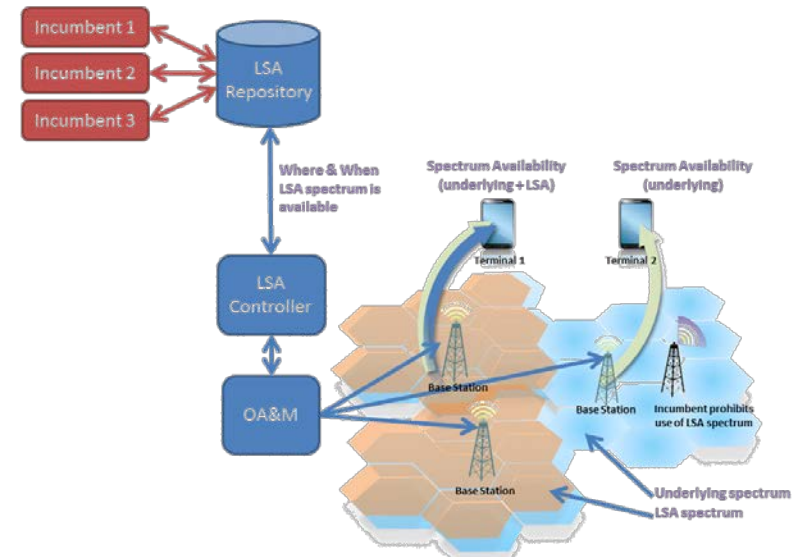 Incumbent 1
Incumbent 2
Incumbent 3
LSA
Repository
Where & When
LSA spectrum is
available
Spectrum Availability
(underlying + LSA)
Spectrum Availability
(underlying)
Terminal 1
Terminal 2
LSA
Controller
OA&M
Base Station
Base Station
Incumbent prohibits
use of LSA spectrum
Base Station
Underlying spectrum
LSA spectrum